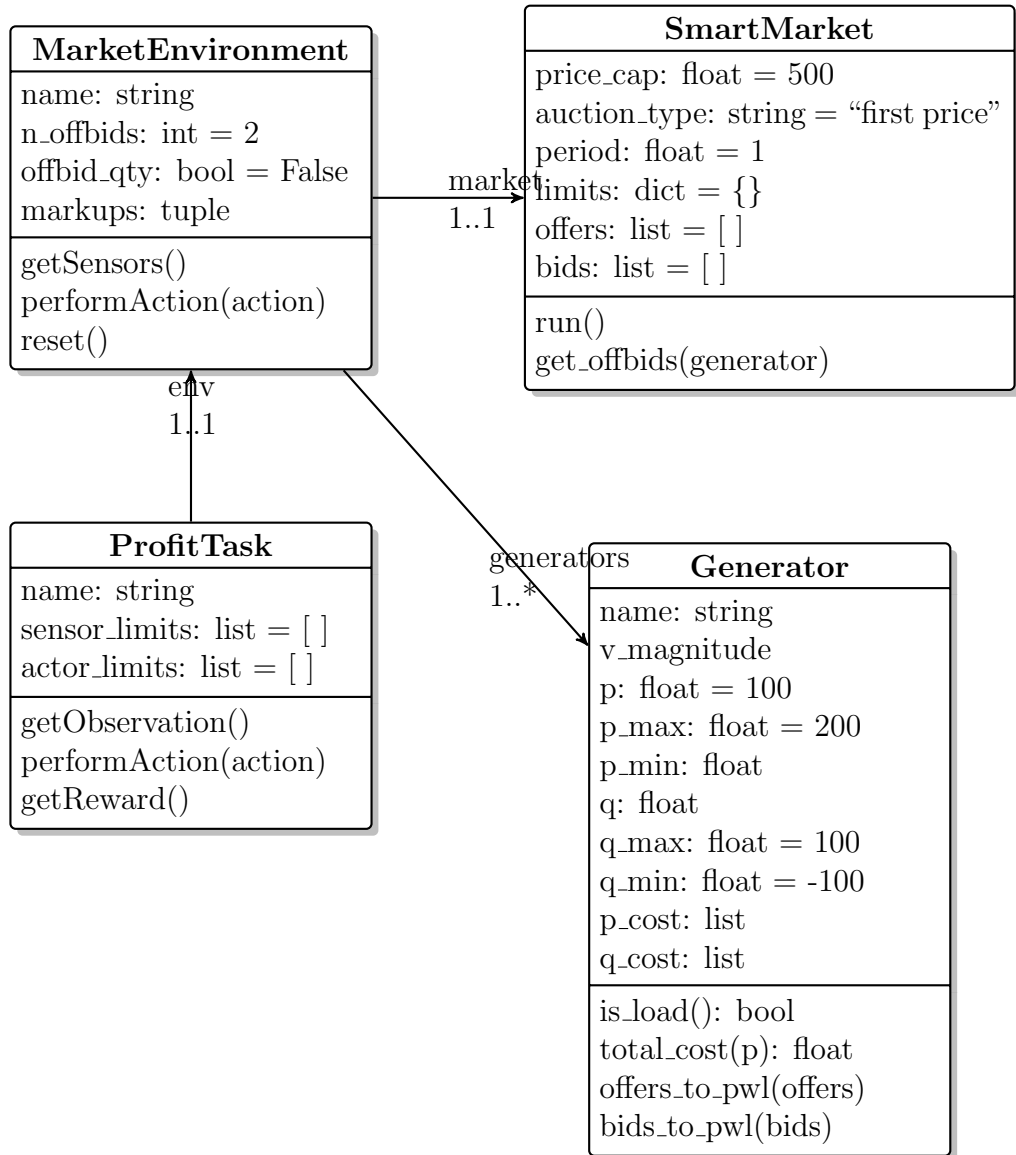 MarketEnvironment
name: string
n_offbids: int = 2
offbid_qty: bool = False
markups: tuple
getSensors()
performAction(action)
reset()
SmartMarket
price_cap: float = 500
auction_type: string = “first price”
period: float = 1
limits: dict = {}
offers: list = [ ]
bids: list = [ ]
run()
get_offbids(generator)
market
1..1
env
1..1
ProfitTask
name: string
sensor_limits: list = [ ]
actor_limits: list = [ ]
getObservation()
performAction(action)
getReward()
generators
1..*
Generator
name: string
v_magnitude
p: float = 100
p_max: float = 200
p_min: float
q: float
q_max: float = 100
q_min: float = -100
p_cost: list
q_cost: list
is_load(): bool
total_cost(p): float
offers_to_pwl(offers)
bids_to_pwl(bids)